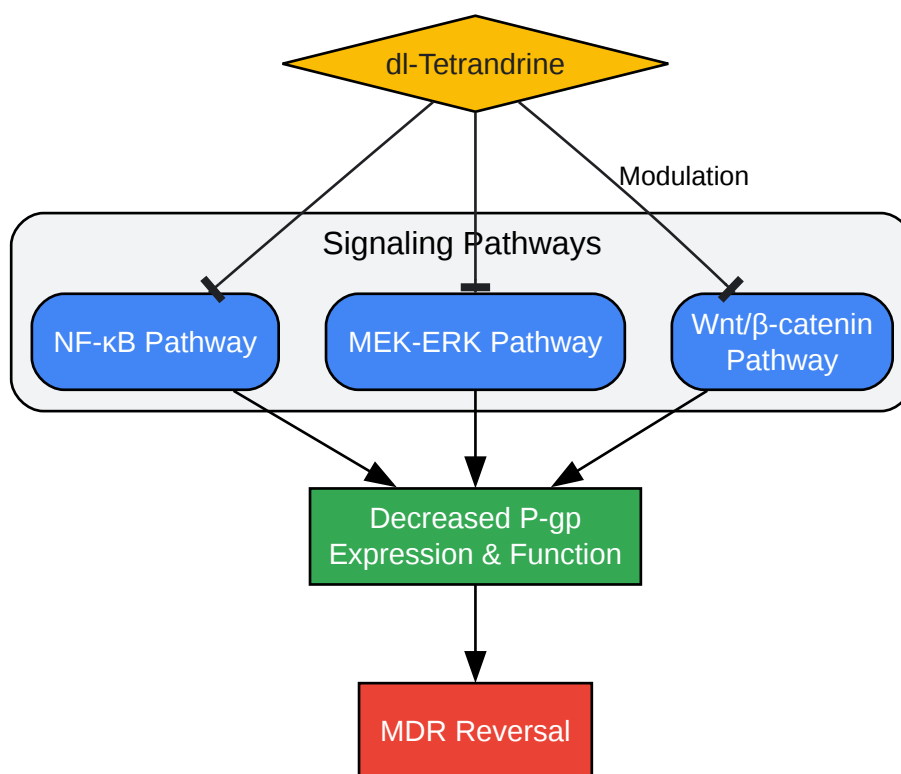 dl-Tetrandrine
Modulation
Signaling Pathways
NF-κB Pathway
MEK-ERK Pathway
Wnt/β-catenin
Pathway
Decreased P-gp
Expression & Function
MDR Reversal